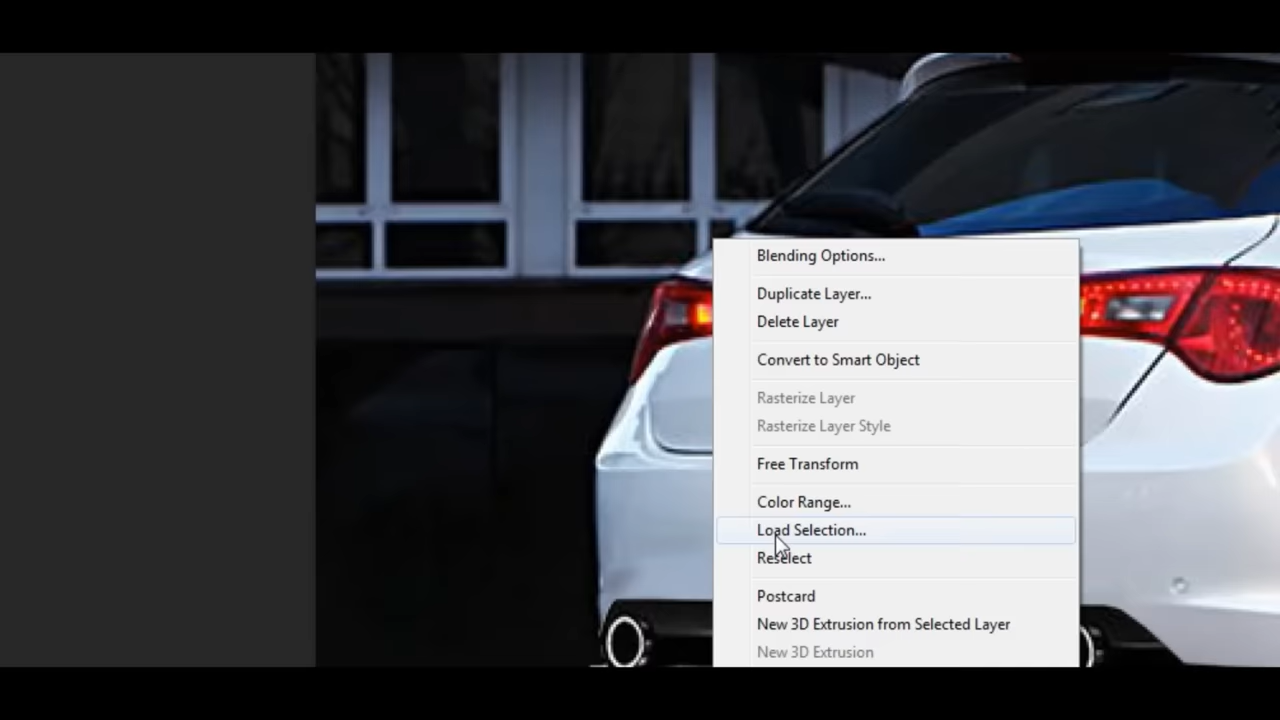 Blending Options...
Duplicate Layer...
Delete Layer
Convert to Smart Object
Rasterize Layer
Rasterize Layer Style
Free Transform
Color Range...
Load Selection...
Reselect
Postcard
New 3D Extrusion from Selected Layer
New 3D Extrusion